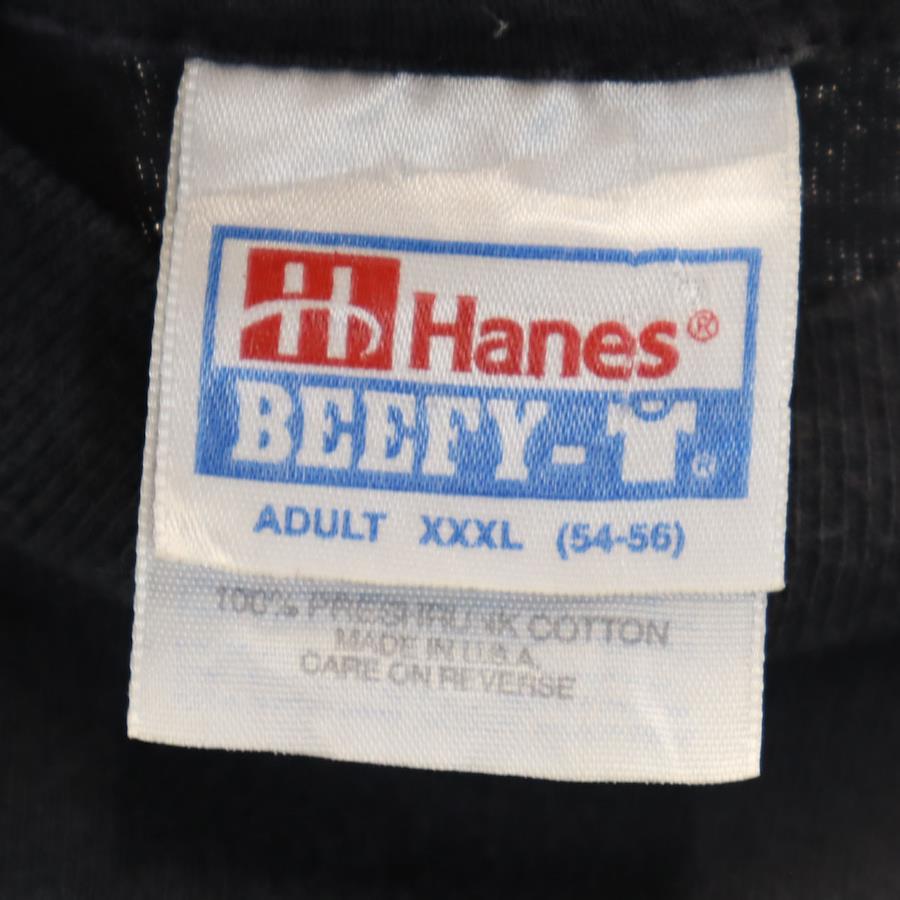 H Hanes®
BEEFY-T®
ADULT XXXL (54-56)
100% PRESHRUNK COTTON
MADE IN U.S.A.
CARE ON REVERSE